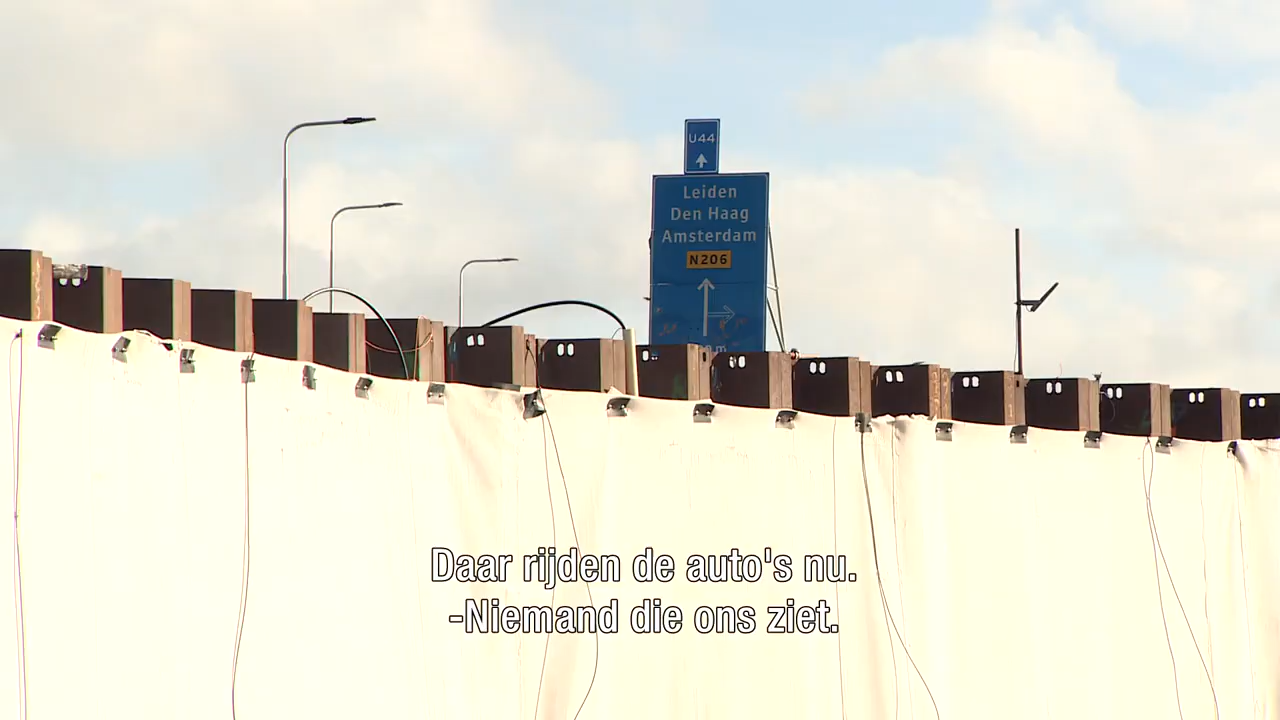 U44
Leiden
Den Haag
Amsterdam
N206
Daar rijden de auto's nu.
-Niemand die ons ziet.